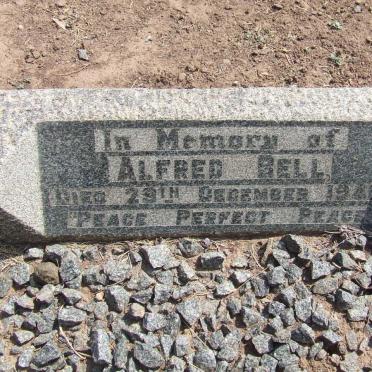 In Memory of
Alfred Bell,
Died 29th December
"Peace Perfect Peace